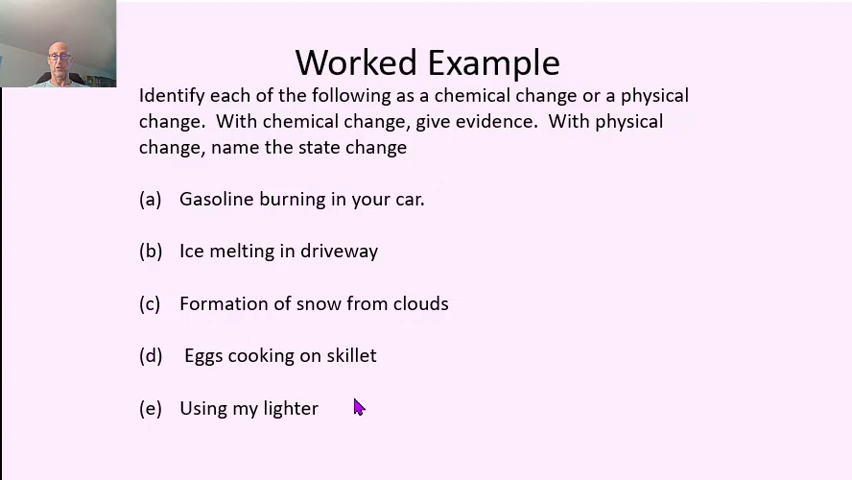 Worked Example
Identify each of the following as a chemical change or a physical
change. With chemical change, give evidence. With physical
change, name the state change
(a) Gasoline burning in your car.
(b) Ice melting in driveway
(c) Formation of snow from clouds
(d) Eggs cooking on skillet
(e) Using my lighter